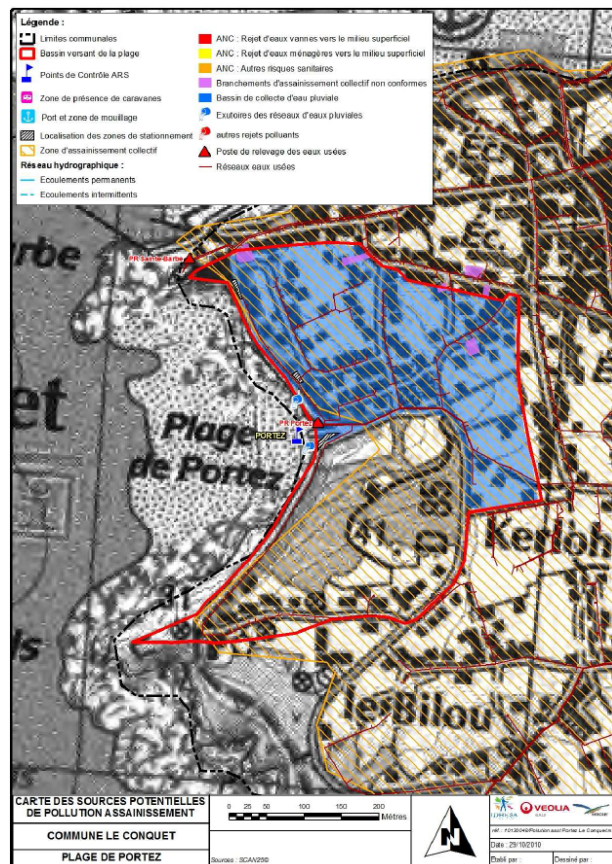 Légende :
Limites communales
Bassin versant de la plage
Points de Contrôle ARS
Zone de présence de caravanes
Port et zone de mouillage
Localisation des zones de stationnement
Zone d'assainissement collectif
Réseau hydrographique :
Ecoulements permanents
Ecoulements intermittents
ANC : Rejet d'eaux vannes vers le milieu superficiel
ANC : Rejet d'eaux ménagères vers le milieu superficiel
ANC : Autres risques sanitaires
Branchements d'assainissement collectif non conformes
Bassin de collecte d'eau pluviale
Exutoires des réseaux d'eaux pluviales
autres rejets polluants
Poste de relevage des eaux usées
Réseaux eaux usées
PR Sainte-Barbe
PR Portez
PORTEZ
Plage
de Portez
41
Kerloh
le Bilou
CARTE DES SOURCES POTENTIELLES
DE POLLUTION ASSAINISSEMENT
COMMUNE LE CONQUET
PLAGE DE PORTEZ
0 25 50 100 150 200
Mètres
Sources : SCAN25©
N
VEOLIA
EAU
Date : 29/10/2010
Etabli par :
Dessiné par :